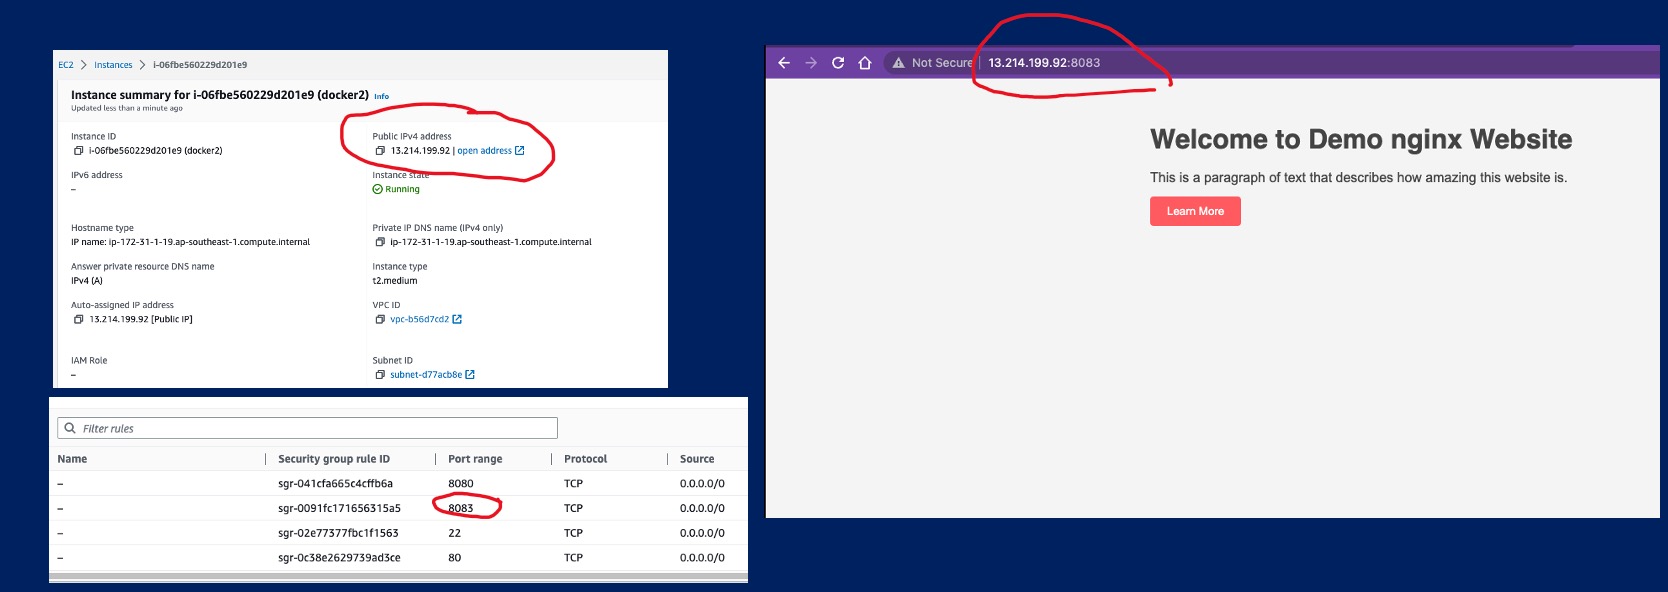 EC2 > Instances > i-06fbe560229d201e9
Instance summary for i-06fbe560229d201e9 (docker2) Info
Updated less than a minute ago
Instance ID
i-06fbe560229d201e9 (docker2)
Public IPv4 address
13.214.199.92 | open address
IPv6 address
–
Instance state
Running
Hostname type
IP name: ip-172-31-1-19.ap-southeast-1.compute.internal
Private IP DNS name (IPv4 only)
ip-172-31-1-19.ap-southeast-1.compute.internal
Answer private resource DNS name
IPv4 (A)
Instance type
t2.medium
Auto-assigned IP address
13.214.199.92 [Public IP]
VPC ID
vpc-b56d7cd2
IAM Role
–
Subnet ID
subnet-d77acb8e
Filter rules
Name | Security group rule ID | Port range | Protocol | Source
– sgr-041cfa665c4cffb6a 8080 TCP 0.0.0.0/0
– sgr-0091fc171656315a5 8083 TCP 0.0.0.0/0
– sgr-02e77377fbc1f1563 22 TCP 0.0.0.0/0
– sgr-0c38e2629739ad3ce 80 TCP 0.0.0.0/0
Not Secure | 13.214.199.92:8083
Welcome to Demo nginx Website
This is a paragraph of text that describes how amazing this website is.
Learn More